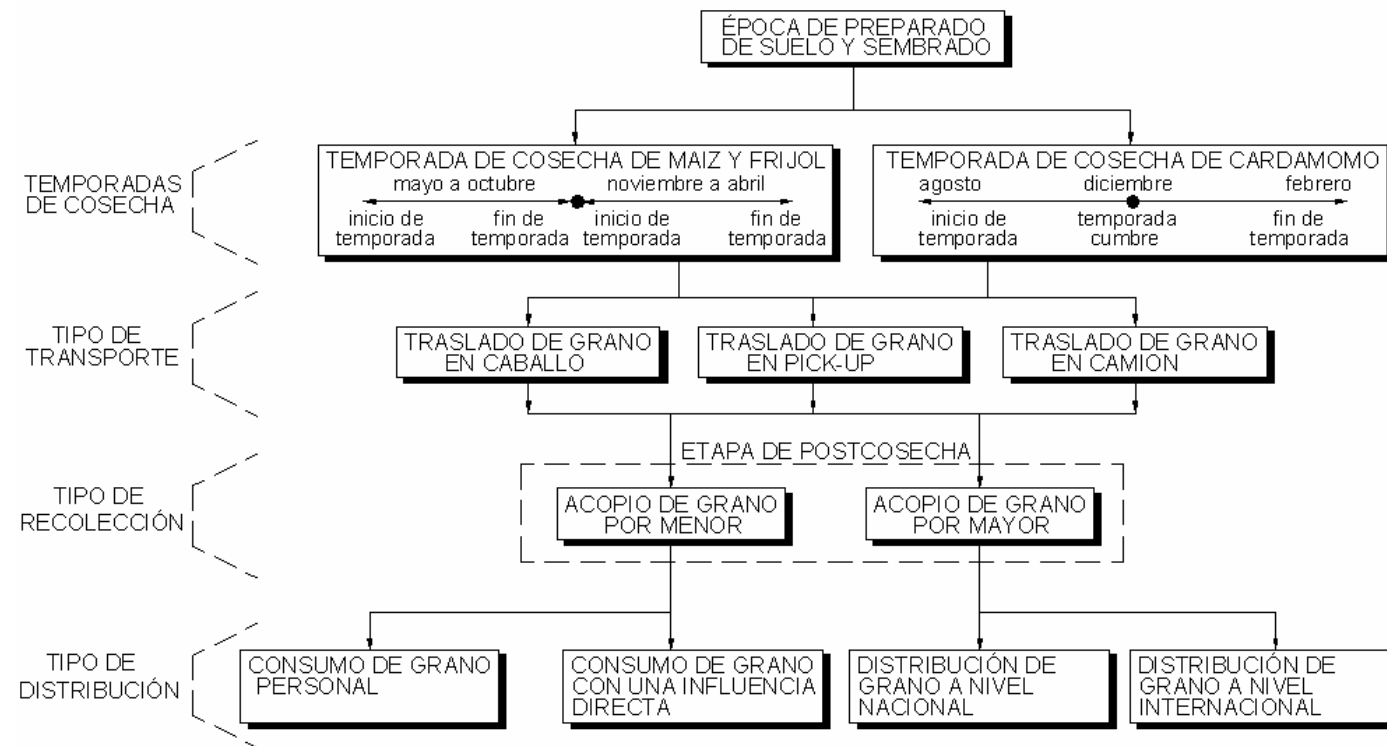 ÉPOCA DE PREPARADO
DE SUELO Y SEMBRADO
TEMPORADAS
DE COSECHA
TEMPORADA DE COSECHA DE MAIZ Y FRIJOL
mayo a octubre noviembre a abril
inicio de temporada
fin de temporada
inicio de temporada
fin de temporada
TEMPORADA DE COSECHA DE CARDAMOMO
agosto diciembre febrero
inicio de temporada
temporada cumbre
fin de temporada
TIPO DE
TRANSPORTE
TRASLADO DE GRANO
EN CABALLO
TRASLADO DE GRANO
EN PICK-UP
TRASLADO DE GRANO
EN CAMION
ETAPA DE POSTCOSECHA
TIPO DE
RECOLECCIÓN
ACOPIO DE GRANO
POR MENOR
ACOPIO DE GRANO
POR MAYOR
TIPO DE
DISTRIBUCIÓN
CONSUMO DE GRANO
PERSONAL
CONSUMO DE GRANO
CON UNA INFLUENCIA
DIRECTA
DISTRIBUCIÓN DE
GRANO A NIVEL
NACIONAL
DISTRIBUCIÓN DE
GRANO A NIVEL
INTERNACIONAL